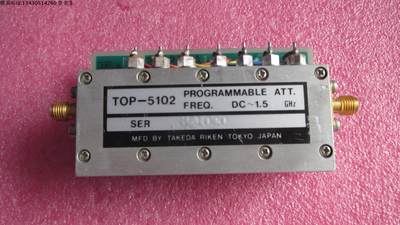 TOP-5102 PROGRAMMABLE ATT.
FREQ. DC~1.5 GHz
SER
MFD BY TAKEDA RIKEN TOKYO JAPAN